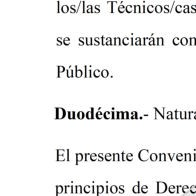 los/las Técnicos/cas
se sustanciarán con
Público.
Duodécima.- Natura
El presente Conveni
principios de Derec